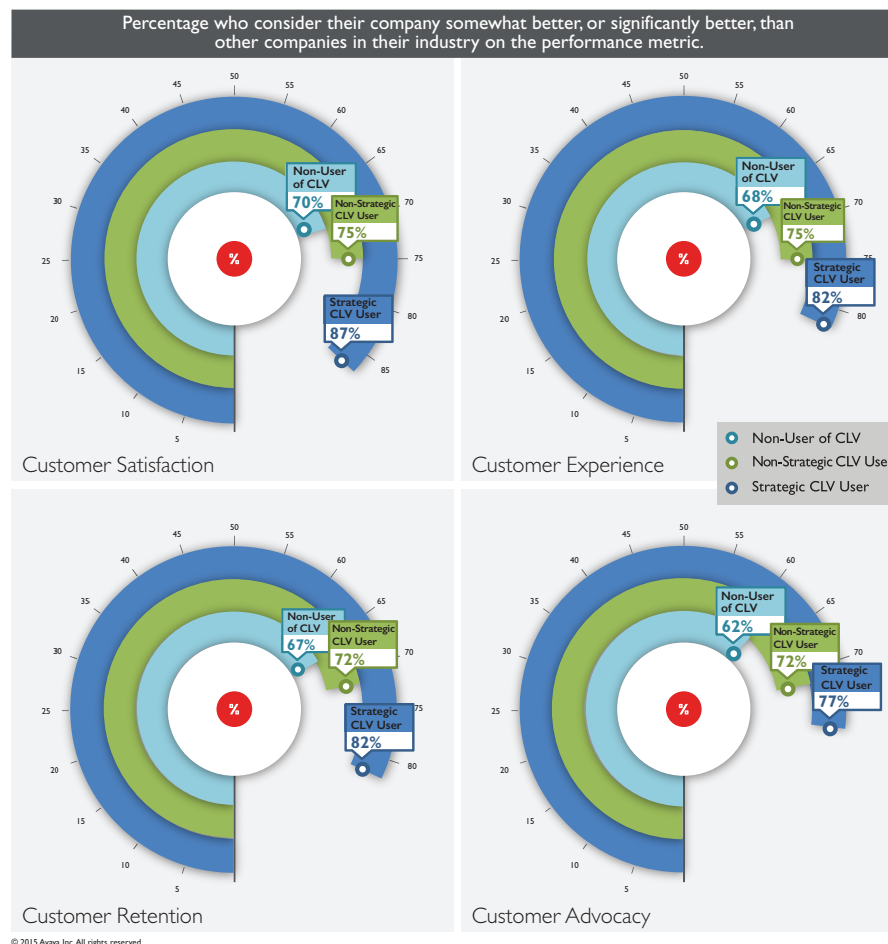 Percentage who consider their company somewhat better, or significantly better, than
other companies in their industry on the performance metric.
50
45
55
40
60
35
65
30
70
25
75
20
80
15
85
10
5
Non-User
of CLV
70%
Non-Strategic
CLV User
75%
Strategic
CLV User
87%
%
Customer Satisfaction
50
45
55
40
60
35
65
30
70
25
75
20
80
15
10
5
Non-User
of CLV
68%
Non-Strategic
CLV User
75%
Strategic
CLV User
82%
%
Customer Experience
Non-User of CLV
Non-Strategic CLV Use
Strategic CLV User
50
45
55
40
60
35
65
30
70
25
75
20
80
15
10
5
Non-User
of CLV
67%
Non-Strategic
CLV User
72%
Strategic
CLV User
82%
%
Customer Retention
50
45
55
40
60
35
65
30
70
25
20
15
10
5
Non-User
of CLV
62%
Non-Strategic
CLV User
72%
Strategic
CLV User
77%
%
Customer Advocacy
© 2015 Avaya Inc. All rights reserved